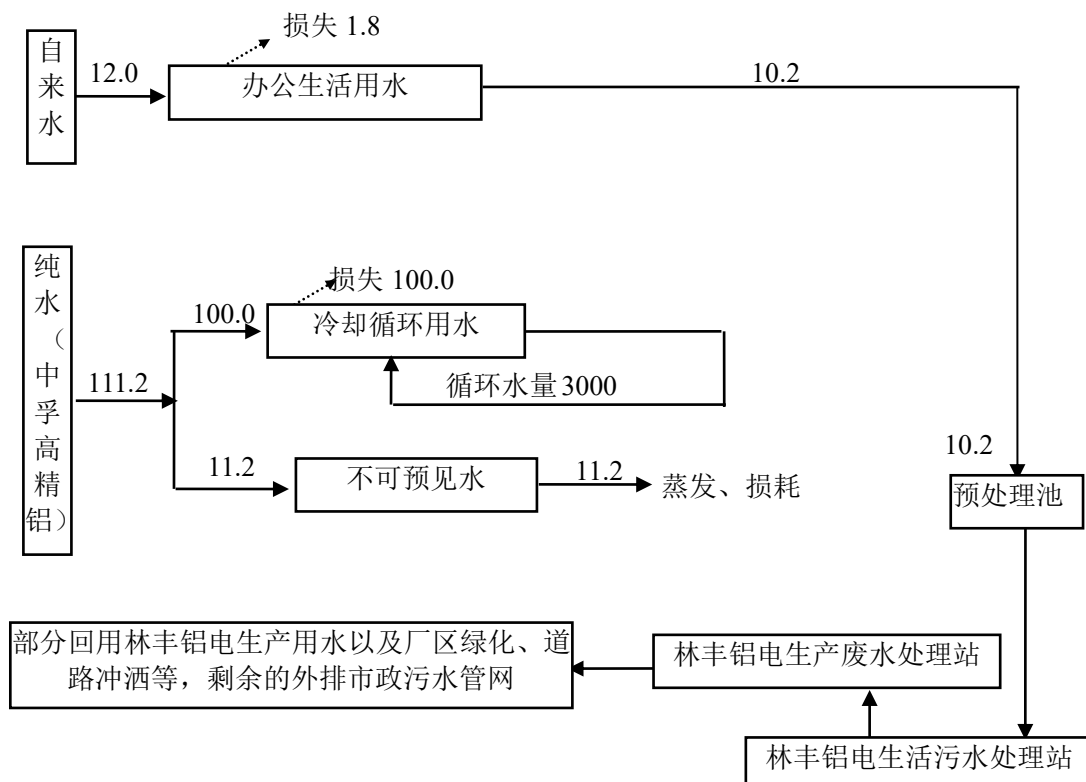 损失 1.8
自来水
12.0
办公生活用水
10.2
纯水（中孚高精铝）
损失 100.0
100.0
冷却循环用水
111.2
循环水量 3000
11.2
不可预见水
11.2
蒸发、损耗
10.2
预处理池
部分回用林丰铝电生产用水以及厂区绿化、道
路冲洒等，剩余的外排市政污水管网
林丰铝电生产废水处理站
林丰铝电生活污水处理站